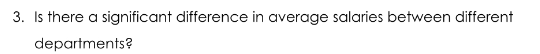 3. Is there a significant difference in average salaries between different
departments?